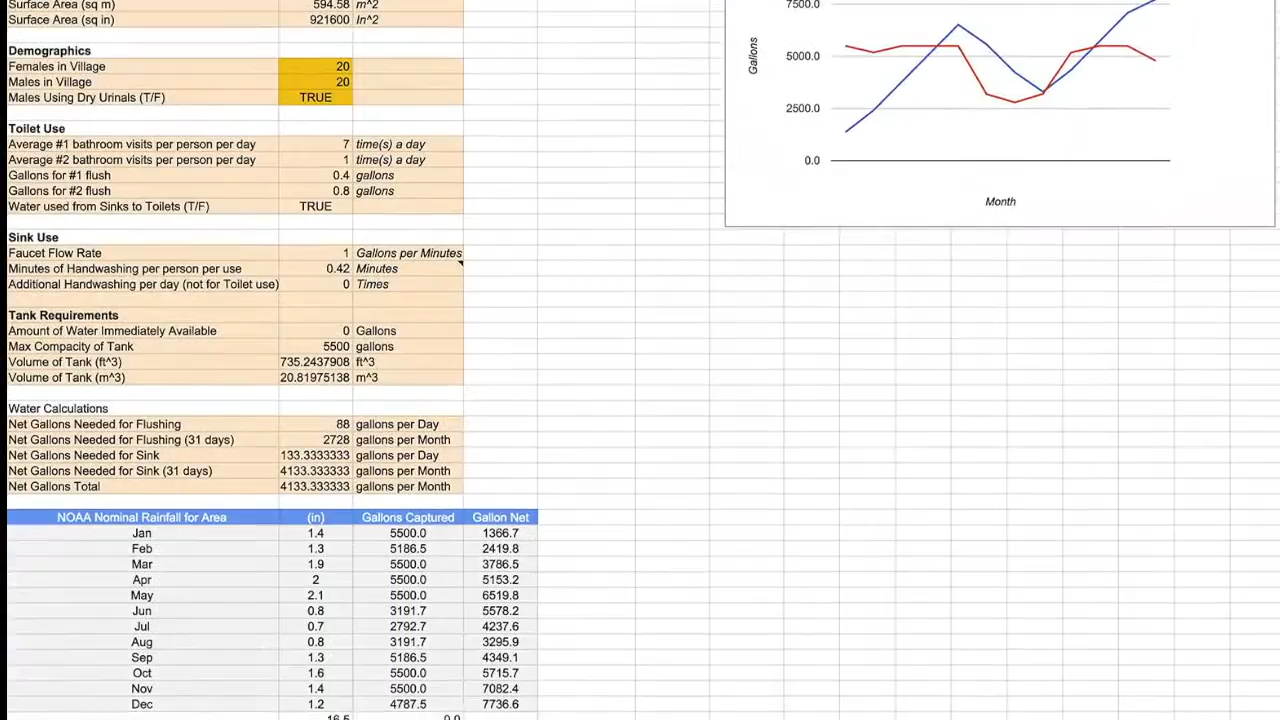 Surface Area (sq m) 594.58 m^2
Surface Area (sq in) 921600 In^2
Demographics
Females in Village 20
Males in Village 20
Males Using Dry Urinals (T/F) TRUE
Toilet Use
Average #1 bathroom visits per person per day 7 time(s) a day
Average #2 bathroom visits per person per day 1 time(s) a day
Gallons for #1 flush 0.4 gallons
Gallons for #2 flush 0.8 gallons
Water used from Sinks to Toilets (T/F) TRUE
Sink Use
Faucet Flow Rate 1 Gallons per Minutes
Minutes of Handwashing per person per use 0.42 Minutes
Additional Handwashing per day (not for Toilet use) 0 Times
Tank Requirements
Amount of Water Immediately Available 0 Gallons
Max Compacity of Tank 5500 gallons
Volume of Tank (ft^3) 735.2437908 ft^3
Volume of Tank (m^3) 20.81975138 m^3
Water Calculations
Net Gallons Needed for Flushing 88 gallons per Day
Net Gallons Needed for Flushing (31 days) 2728 gallons per Month
Net Gallons Needed for Sink 133.3333333 gallons per Day
Net Gallons Needed for Sink (31 days) 4133.333333 gallons per Month
Net Gallons Total 4133.333333 gallons per Month
NOAA Nominal Rainfall for Area (in) Gallons Captured Gallon Net
Jan 1.4 5500.0 1366.7
Feb 1.3 5186.5 2419.8
Mar 1.9 5500.0 3786.5
Apr 2 5500.0 5153.2
May 2.1 5500.0 6519.8
Jun 0.8 3191.7 5578.2
Jul 0.7 2792.7 4237.6
Aug 0.8 3191.7 3295.9
Sep 1.3 5186.5 4349.1
Oct 1.6 5500.0 5715.7
Nov 1.4 5500.0 7082.4
Dec 1.2 4787.5 7736.6
16.5 0.0
7500.0
Gallons
5000.0
2500.0
0.0
Month